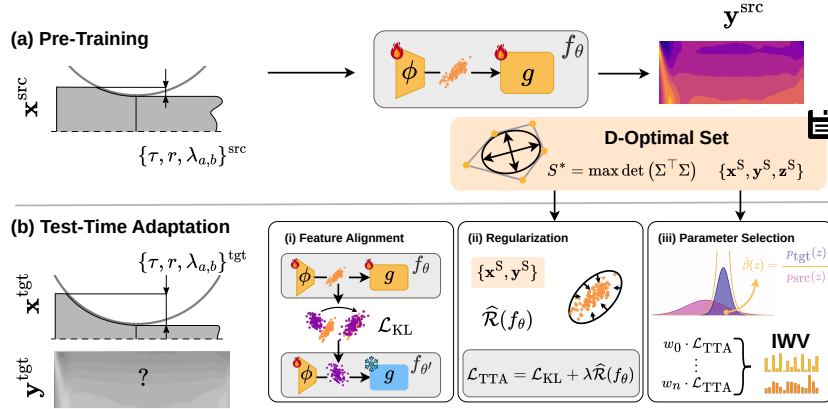 (a) Pre-Training
x^src
{τ, r, λ_{a,b}}^src
ϕ
g
f_θ
y^src
D-Optimal Set
S* = max det (Σ^⊤Σ)
{x^S, y^S, z^S}
(b) Test-Time Adaptation
x^tgt
{τ, r, λ_{a,b}}^tgt
y^tgt
?
(i) Feature Alignment
ϕ
g
f_θ
L_KL
ϕ
g
f_θ′
(ii) Regularization
{x^S, y^S}
R̂(f_θ)
L_TTA = L_KL + λR̂(f_θ)
(iii) Parameter Selection
β̂(z) = p_tgt(z) / p_src(z)
w_0 · L_TTA
⋮
w_n · L_TTA
IWV